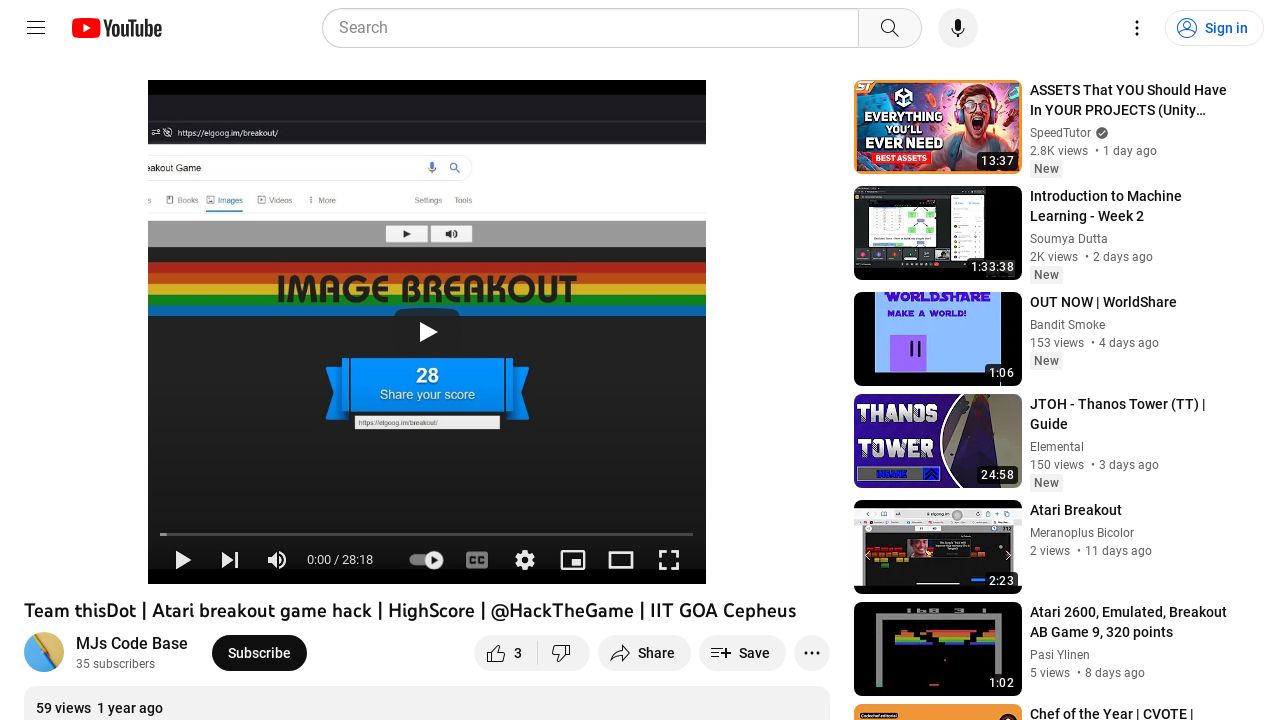 YouTube
Search
Sign in
https://elgoog.im/breakout/
eakout Game
Books
Images
Videos
More
Settings
Tools
IMAGE BREAKOUT
28
Share your score
https://elgoog.im/breakout/
0:00 / 28:18
CC
Team thisDot | Atari breakout game hack | HighScore | @HackTheGame | IIT GOA Cepheus
MJs Code Base
35 subscribers
Subscribe
3
Share
Save
59 views 1 year ago
ST
EVERYTHING
YOU'LL
EVER NEED
BEST ASSETS
13:37
ASSETS That YOU Should Have
In YOUR PROJECTS (Unity…
SpeedTutor
2.8K views • 1 day ago
New
1:33:38
Introduction to Machine
Learning - Week 2
Soumya Dutta
2K views • 2 days ago
New
WORLDSHARE
MAKE A WORLD!
1:06
OUT NOW | WorldShare
Bandit Smoke
153 views • 4 days ago
New
THANOS
TOWER
INSANE
24:58
JTOH - Thanos Tower (TT) |
Guide
Elemental
150 views • 3 days ago
New
2:23
Atari Breakout
Meranoplus Bicolor
2 views • 11 days ago
168 3 1
1:02
Atari 2600, Emulated, Breakout
AB Game 9, 320 points
Pasi Ylinen
5 views • 8 days ago
Codechef editorial
Chef of the Year | CVOTE |